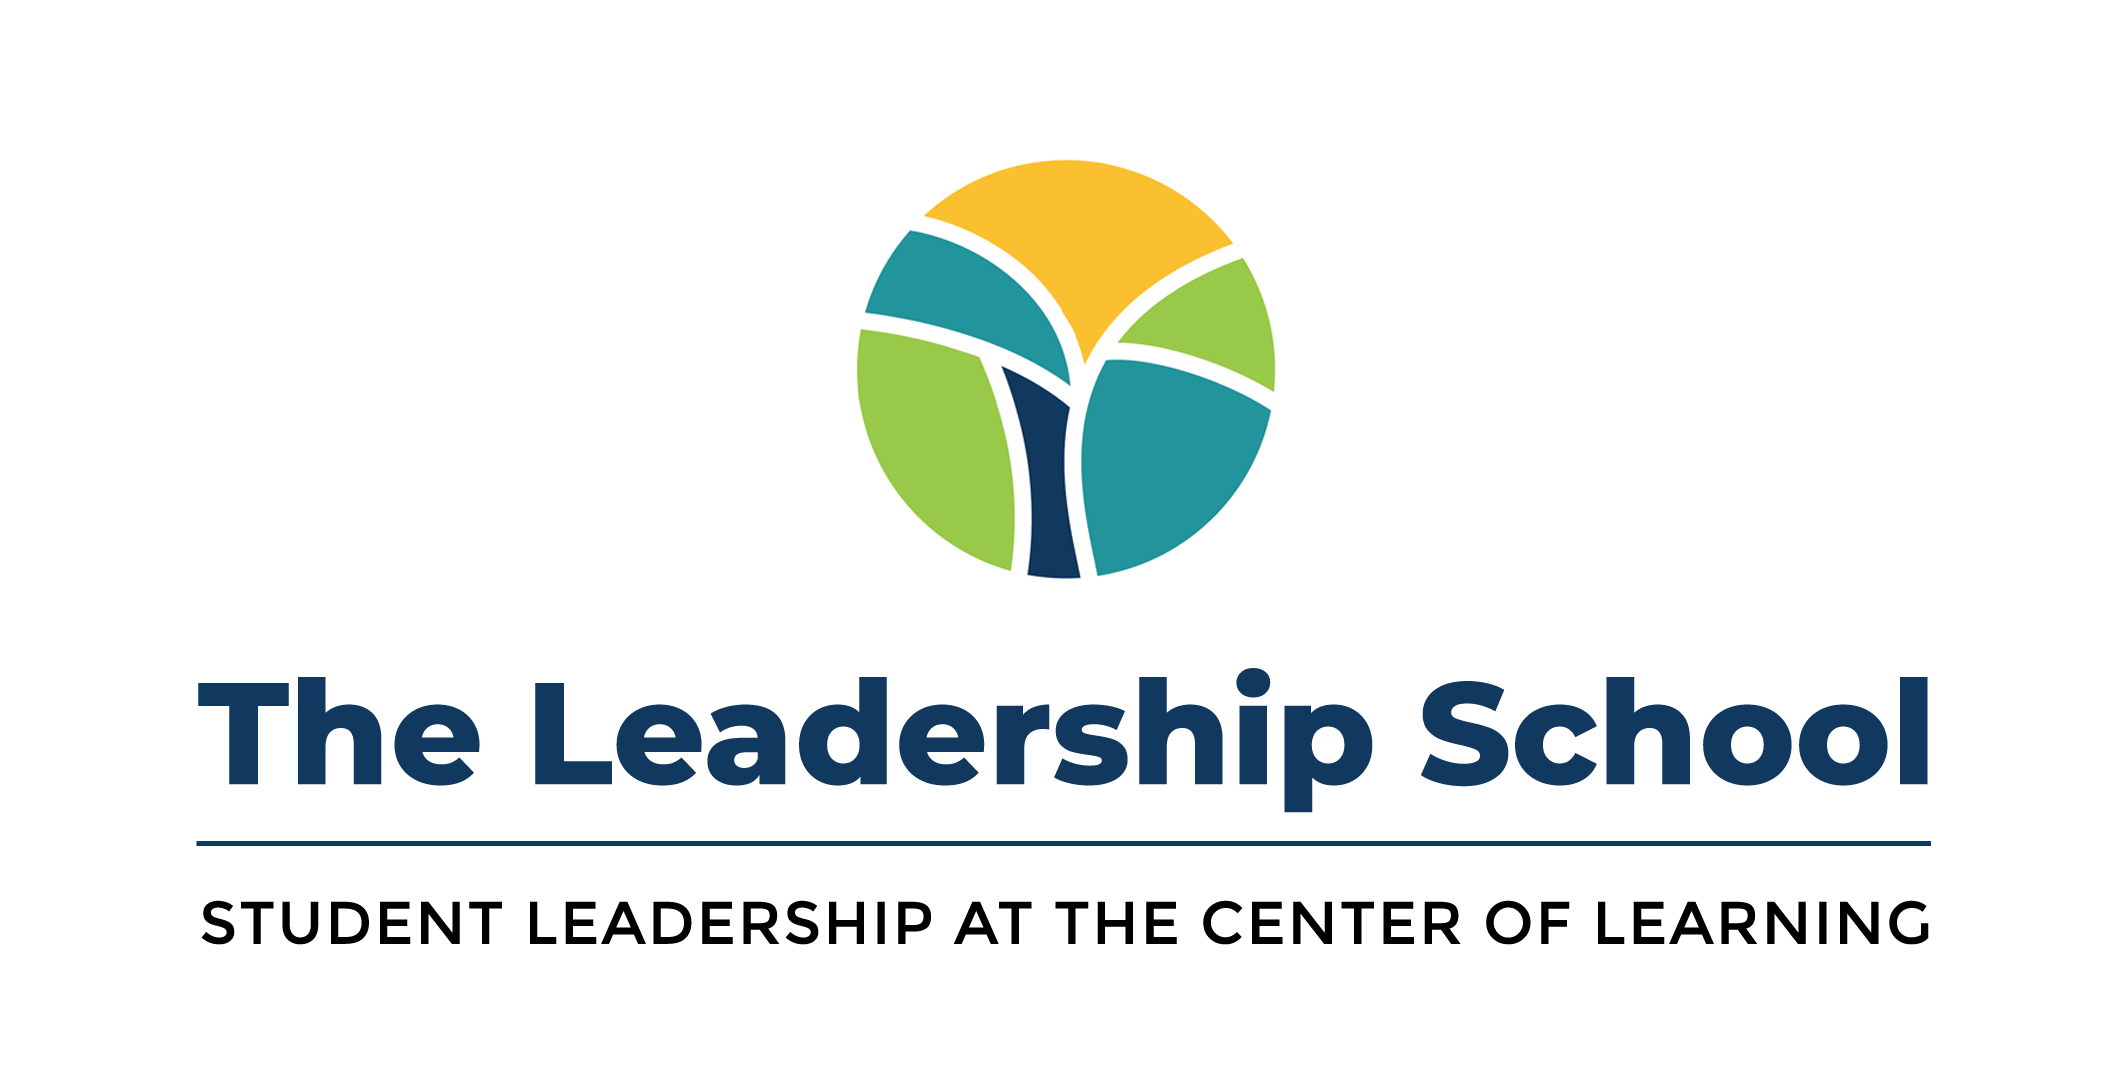 The Leadership School
STUDENT LEADERSHIP AT THE CENTER OF LEARNING